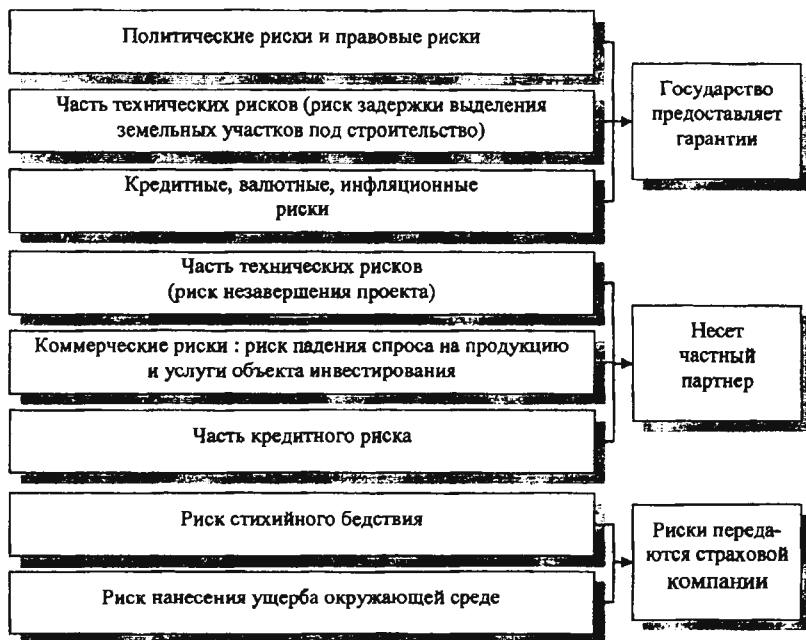 Политические риски и правовые риски
Часть технических рисков (риск задержки выделения
земельных участков под строительство)
Кредитные, валютные, инфляционные
риски
Государство
предоставляет
гарантии
Часть технических рисков
(риск незавершения проекта)
Коммерческие риски : риск падения спроса на продукцию
и услуги объекта инвестирования
Часть кредитного риска
Несет
частный
партнер
Риск стихийного бедствия
Риск нанесения ущерба окружающей среде
Риски переда-
ются страховой
компании